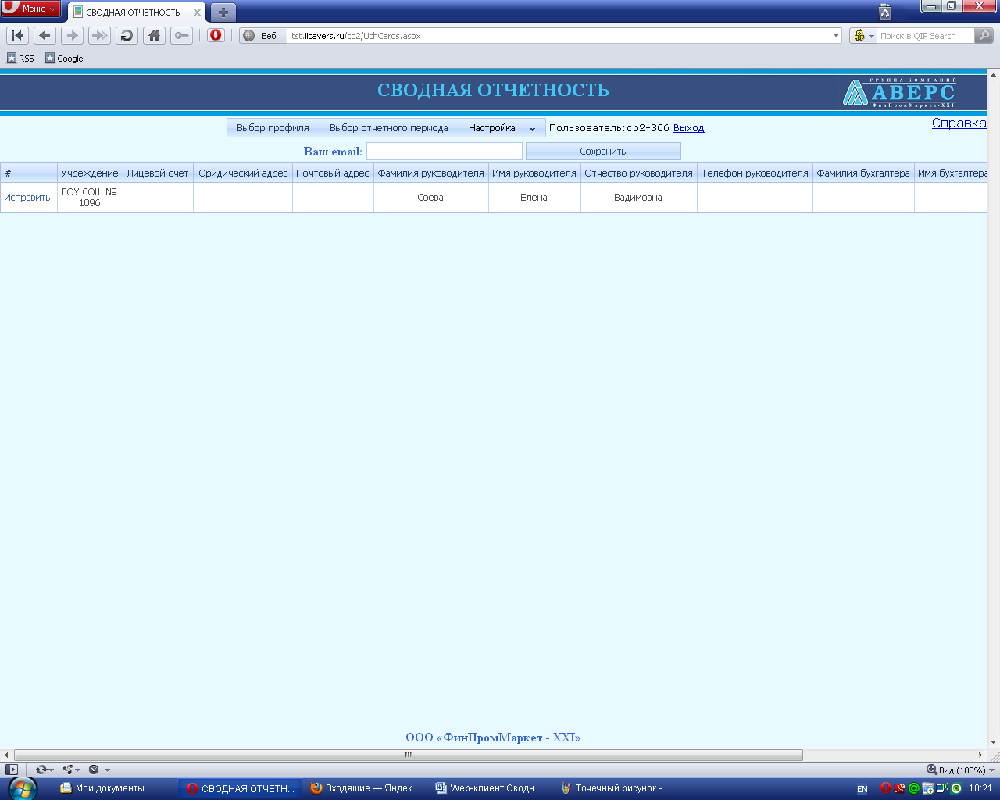 Меню
СВОДНАЯ ОТЧЕТНОСТЬ
Веб
tst.iicavers.ru/cb2/UchCards.aspx
Поиск в QIP Search
RSS Google
СВОДНАЯ ОТЧЕТНОСТЬ
ГРУППА КОМПАНИЙ
АВЕРС
ФинПромМаркет-XXI
Выбор профиля Выбор отчетного периода Настройка Пользователь:cb2-366 Выход
Справка
Ваш email: Сохранить
# Учреждение Лицевой счет Юридический адрес Почтовый адрес Фамилия руководителя Имя руководителя Отчество руководителя Телефон руководителя Фамилия бухгалтера Имя бухгалтера
Исправить ГОУ СОШ № 1096 Соева Елена Вадимовна
ООО «ФинПромМаркет - XXI»
Вид (100%)
Мои документы СВОДНАЯ ОТЧЕТН... Входящие — Яндек... Web-клиент Сводн... Точечный рисунок -... EN 10:21